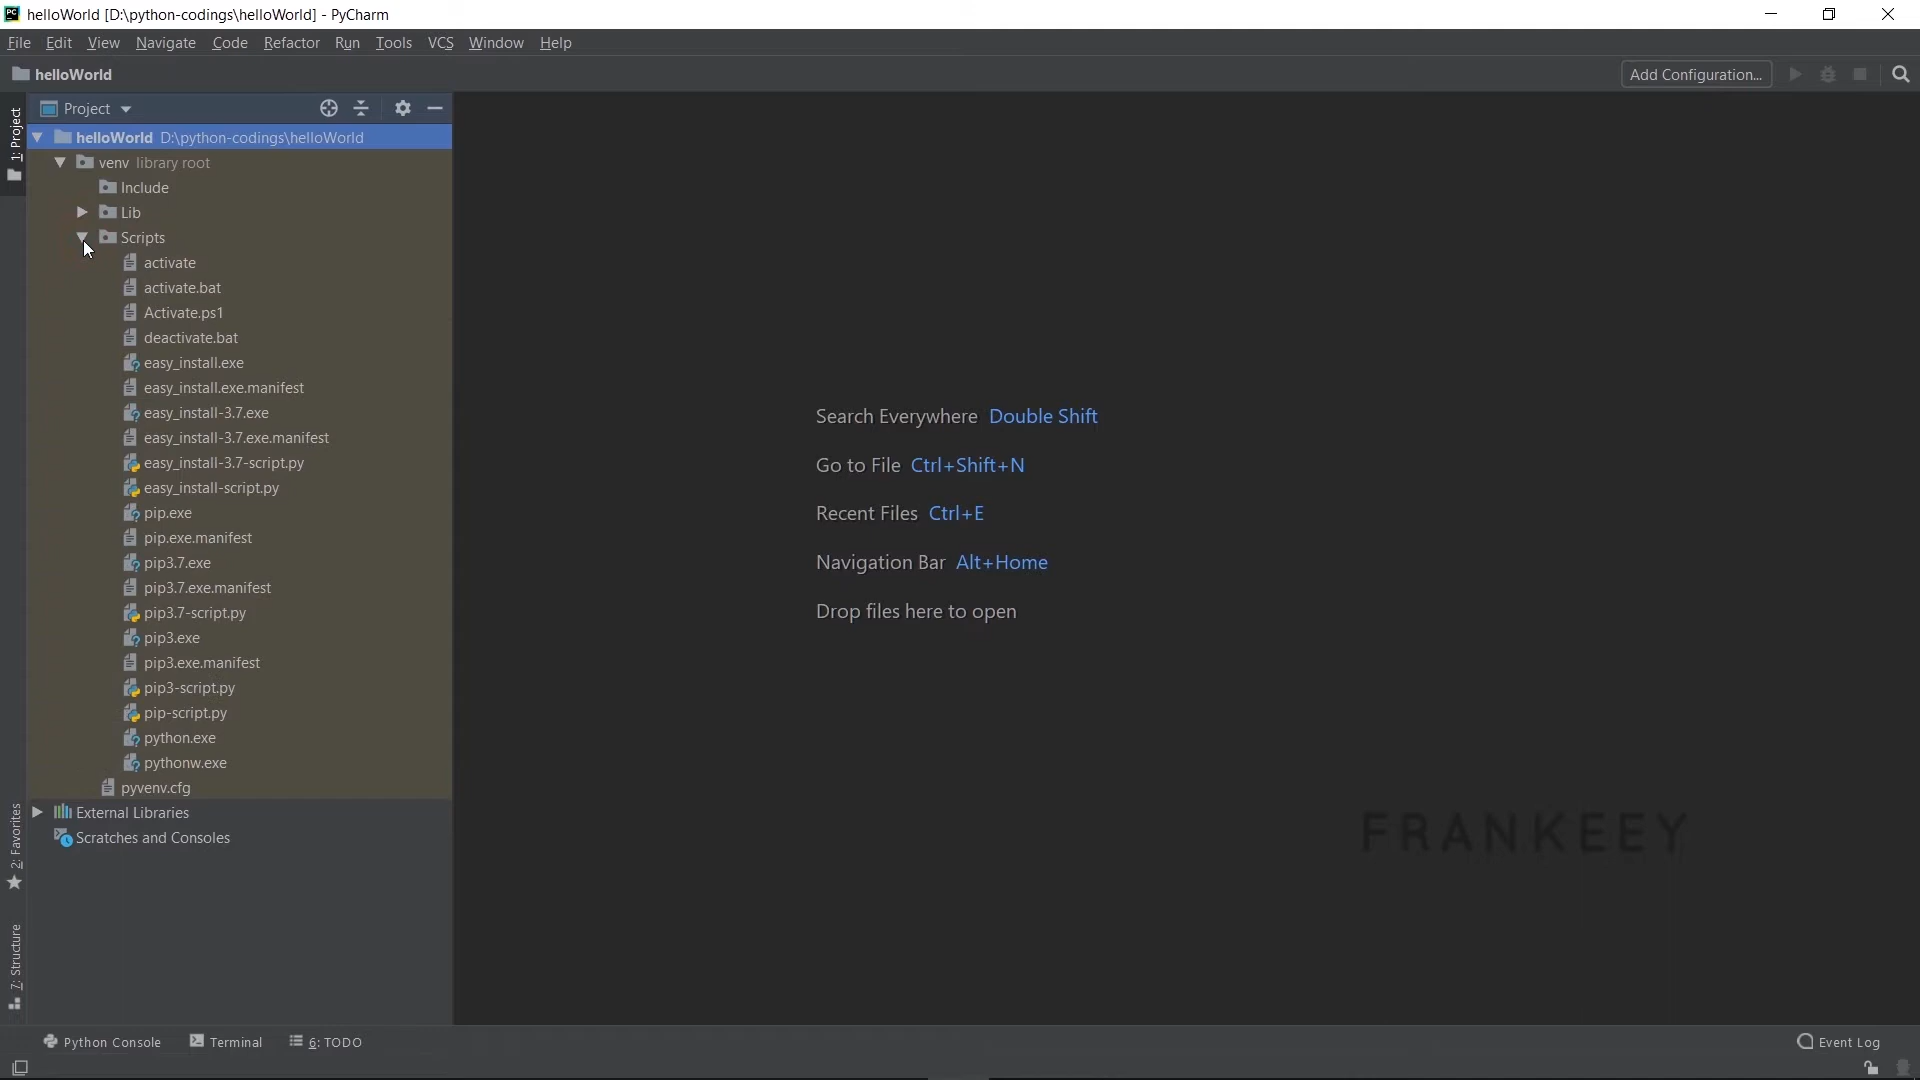 helloWorld [D:\python-codings\helloWorld] - PyCharm
File Edit View Navigate Code Refactor Run Tools VCS Window Help
helloWorld
Add Configuration...
1: Project
Project
helloWorld D:\python-codings\helloWorld
venv library root
Include
Lib
Scripts
activate
activate.bat
Activate.ps1
deactivate.bat
easy_install.exe
easy_install.exe.manifest
easy_install-3.7.exe
easy_install-3.7.exe.manifest
easy_install-3.7-script.py
easy_install-script.py
pip.exe
pip.exe.manifest
pip3.7.exe
pip3.7.exe.manifest
pip3.7-script.py
pip3.exe
pip3.exe.manifest
pip3-script.py
pip-script.py
python.exe
pythonw.exe
pyvenv.cfg
External Libraries
Scratches and Consoles
2: Favorites
7: Structure
Search Everywhere Double Shift
Go to File Ctrl+Shift+N
Recent Files Ctrl+E
Navigation Bar Alt+Home
Drop files here to open
FRANKEEY
Python Console Terminal 6: TODO
Event Log